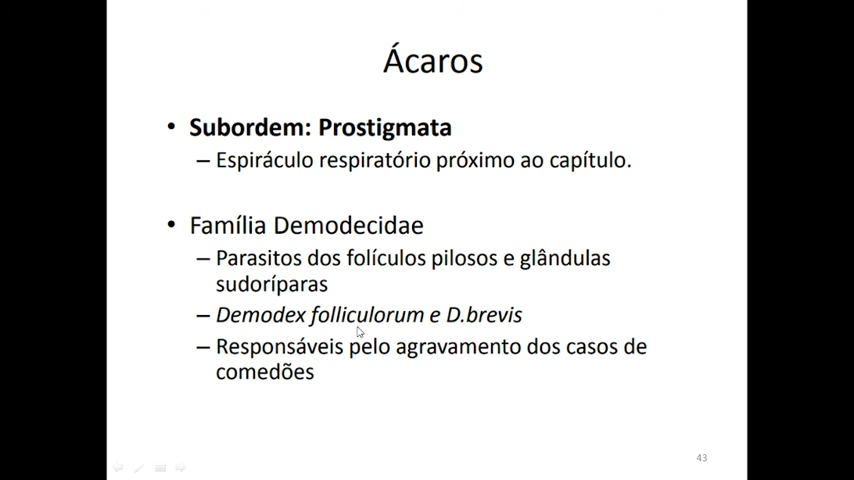 Ácaros
• Subordem: Prostigmata
– Espiráculo respiratório próximo ao capítulo.
• Família Demodecidae
– Parasitos dos folículos pilosos e glândulas
sudoríparas
– Demodex folliculorum e D.brevis
– Responsáveis pelo agravamento dos casos de
comedões
43